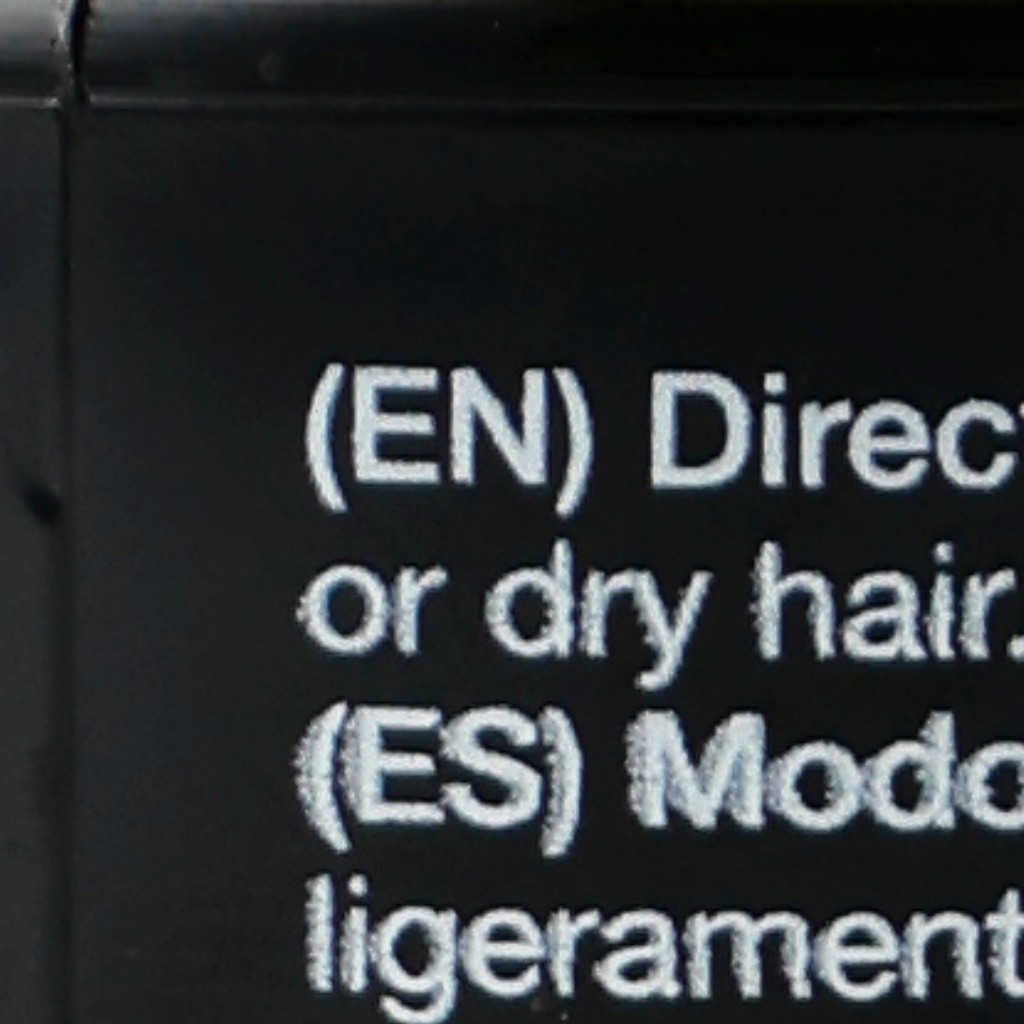 (EN) Direc
or dry hair.
(ES) Modo
ligerament